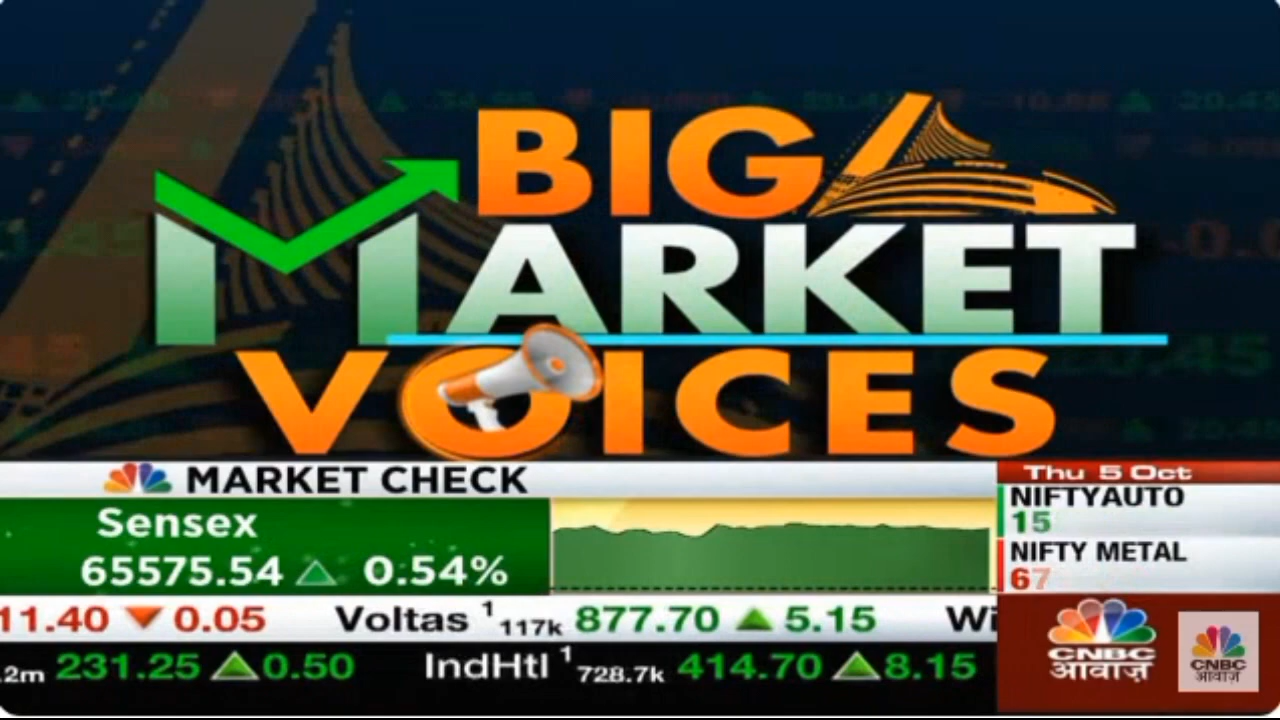 BIG
MARKET
VOICES
MARKET CHECK
Thu 5 Oct
Sensex
65575.54 ▲ 0.54%
NIFTYAUTO
15
NIFTY METAL
67
11.40 ▼ 0.05 Voltas 1 117k 877.70 ▲ 5.15 Wi
.2m 231.25 ▲ 0.50 IndHtl 1 728.7k 414.70 ▲ 8.15
CNBC
आवाज़
CNBC
आवाज़